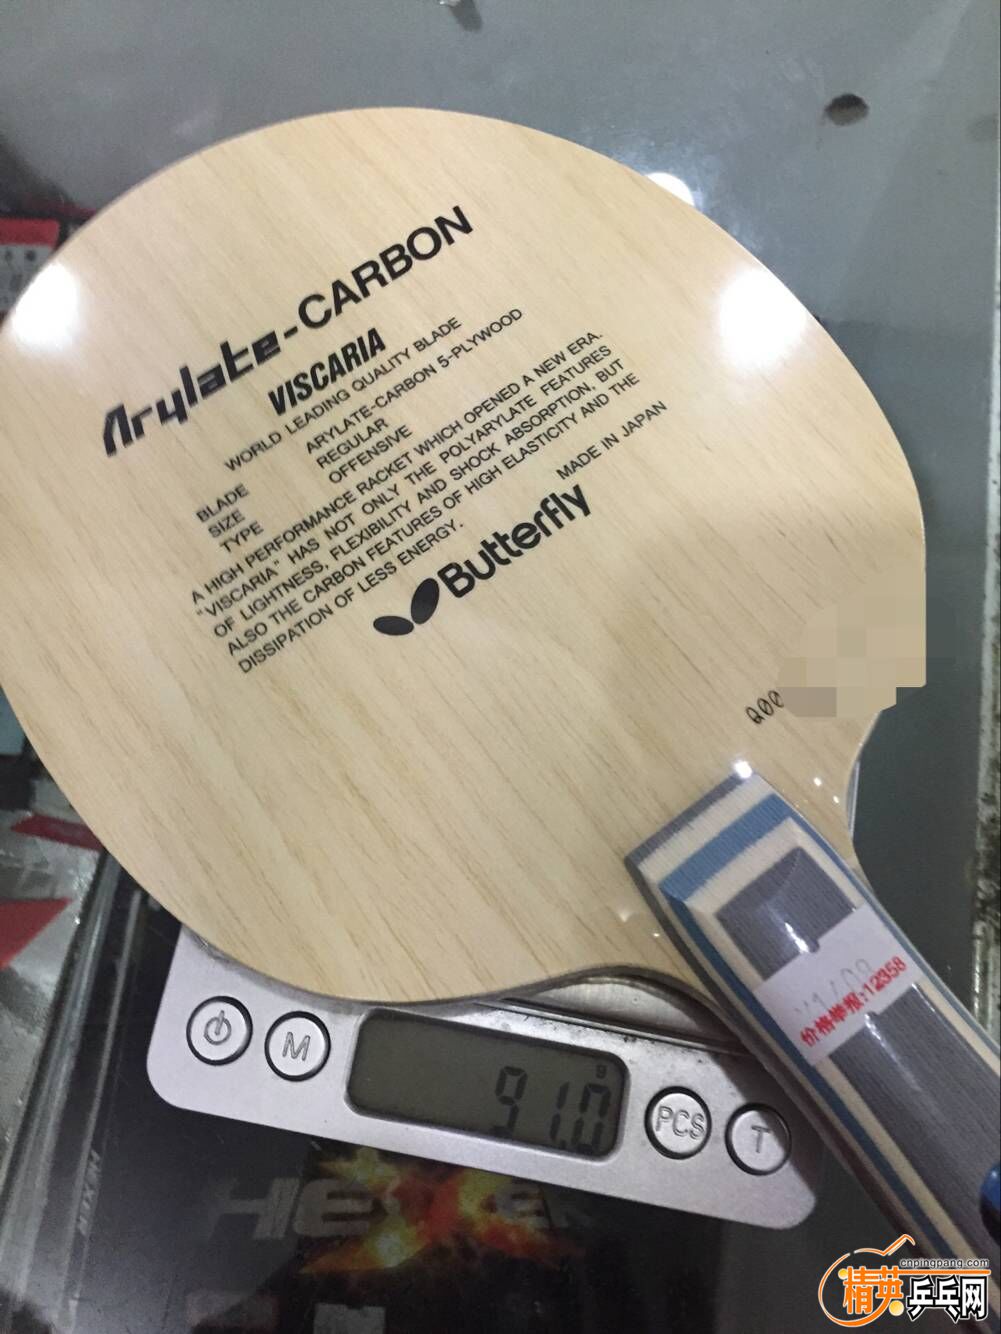 Arylate-CARBON
VISCARIA
WORLD LEADING QUALITY BLADE
BLADE ARYLATE-CARBON 5-PLYWOOD
SIZE REGULAR
TYPE OFFENSIVE
A HIGH PERFORMANCE RACKET WHICH OPENED A NEW ERA.
"VISCARIA" HAS NOT ONLY THE POLYARYLATE FEATURES
OF LIGHTNESS, FLEXIBILITY AND SHOCK ABSORPTION, BUT
ALSO THE CARBON FEATURES OF HIGH ELASTICITY AND THE
DISSIPATION OF LESS ENERGY.
MADE IN JAPAN
Butterfly
Q00
价格举报:12358
M
g
91.0
PCS
T
HEXER
cnpingpang.com
精英乒乓网